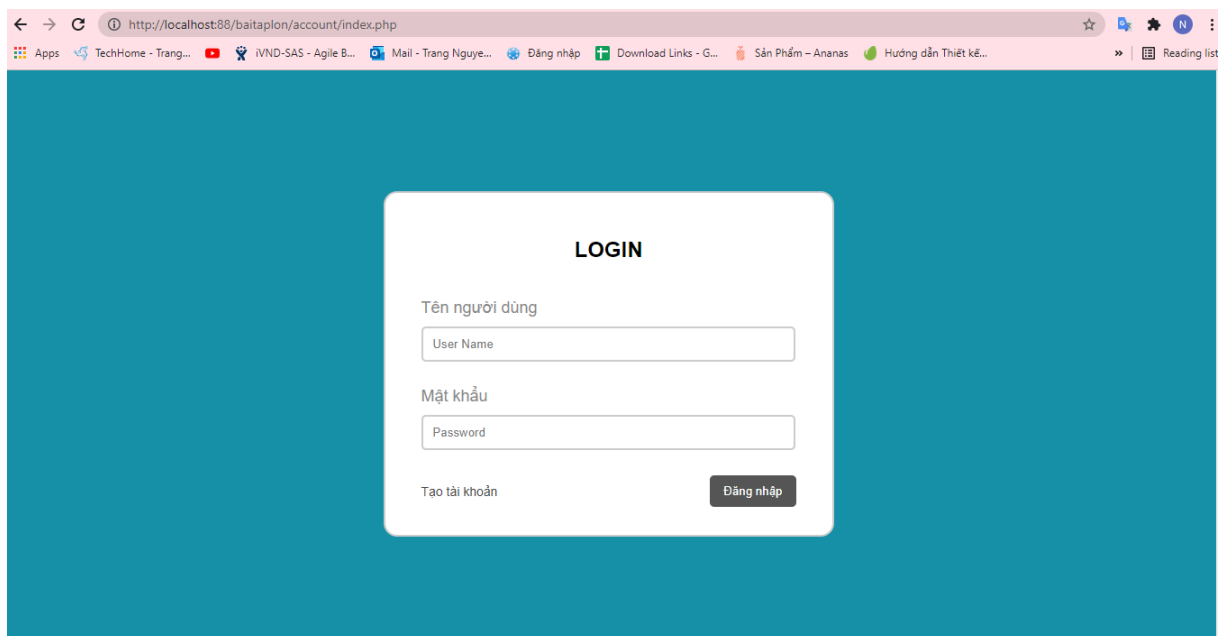 http://localhost:88/baitaplon/account/index.php N
Apps TechHome - Trang... iVND-SAS - Agile B... Mail - Trang Nguye... Đăng nhập Download Links - G... Sản Phẩm – Ananas Hướng dẫn Thiết kế... » Reading list
LOGIN
Tên người dùng
User Name
Mật khẩu
Password
Tạo tài khoản Đăng nhập